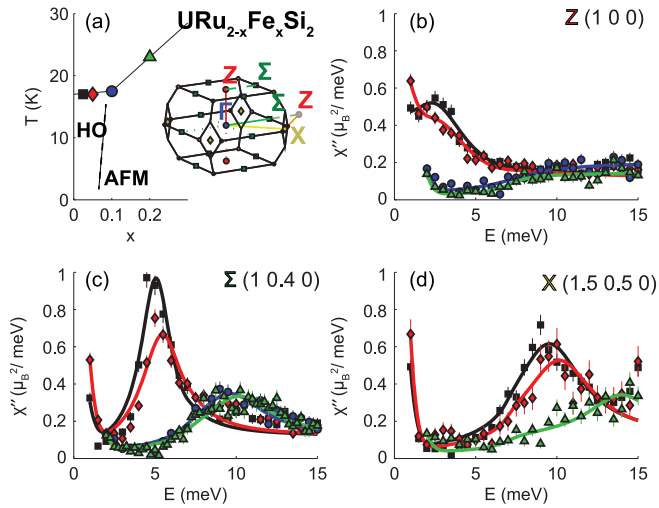 (a)
URu2-xFexSi2
30
25
20
15
10
5
0
T (K)
HO
AFM
0
0.1
0.2
x
Z
Σ
Γ
Σ
Z
X
(b)
Z (1 0 0)
1
0.8
0.6
0.4
0.2
0
χ″ (μB²/ meV)
0
5
10
15
E (meV)
(c)
Σ (1 0.4 0)
1
0.8
0.6
0.4
0.2
0
χ″ (μB²/ meV)
0
5
10
15
E (meV)
(d)
X (1.5 0.5 0)
1
0.8
0.6
0.4
0.2
0
χ″ (μB²/ meV)
0
5
10
15
E (meV)